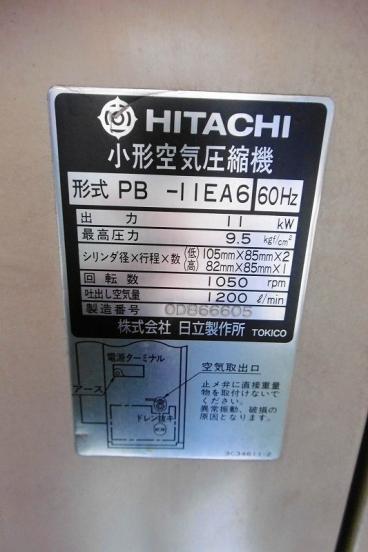 HITACHI
小形空気圧縮機
形式 PB -11EA6 60Hz
出力 11 kW
最高圧力 9.5 kgf/cm²
シリンダ径×行程×数 (低) 105mm×85mm×2
(高) 82mm×85mm×1
回転数 1050 rpm
吐出し空気量 1200 ℓ/min
製造番号 0D866605
株式会社 日立製作所 TOKICO
電源ターミナル
アース
ドレン抜キ
空気取出口
止メ弁に直接重量
物を取付けないで
ください。
異常振動、破損の
原因となります。
3C34611-2